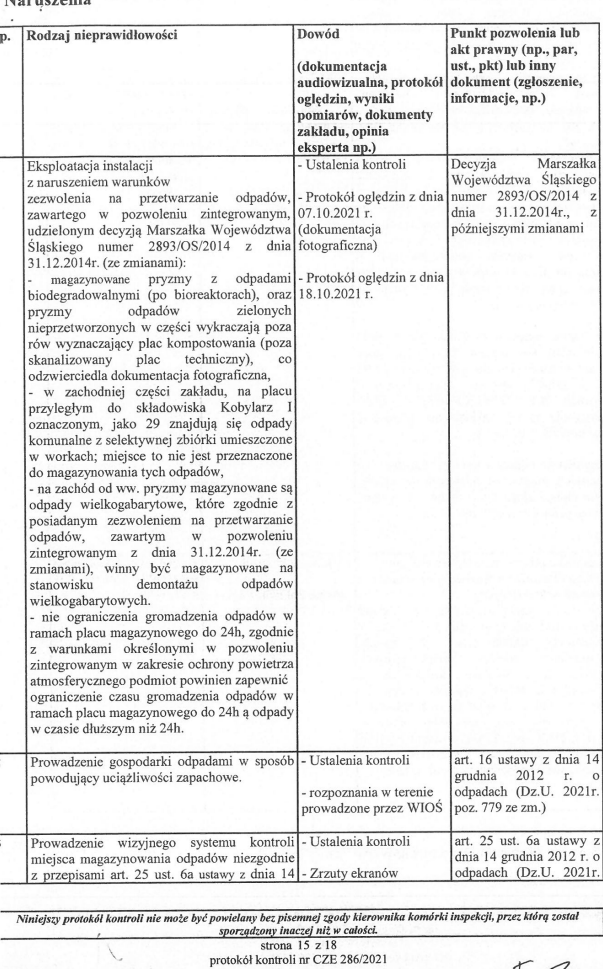 Naruszenia
p.
Rodzaj nieprawidłowości
Dowód
(dokumentacja
audiowizualna, protokół
oględzin, wyniki
pomiarów, dokumenty
zakładu, opinia
eksperta np.)
Punkt pozwolenia lub
akt prawny (np., par,
ust., pkt) lub inny
dokument (zgłoszenie,
informacje, np.)
Eksploatacja instalacji
z naruszeniem warunków
zezwolenia na przetwarzanie odpadów,
zawartego w pozwoleniu zintegrowanym,
udzielonym decyzją Marszałka Województwa
Śląskiego numer 2893/OS/2014 z dnia
31.12.2014r. (ze zmianami):
- magazynowane pryzmy z odpadami
biodegradowalnymi (po bioreaktorach), oraz
pryzmy odpadów zielonych
nieprzetworzonych w części wykraczają poza
rów wyznaczający plac kompostowania (poza
skanalizowany plac techniczny), co
odzwierciedla dokumentacja fotograficzna,
- w zachodniej części zakładu, na placu
przyległym do składowiska Kobylarz I
oznaczonym, jako 29 znajdują się odpady
komunalne z selektywnej zbiórki umieszczone
w workach; miejsce to nie jest przeznaczone
do magazynowania tych odpadów,
- na zachód od ww. pryzmy magazynowane są
odpady wielkogabarytowe, które zgodnie z
posiadanym zezwoleniem na przetwarzanie
odpadów, zawartym w pozwoleniu
zintegrowanym z dnia 31.12.2014r. (ze
zmianami), winny być magazynowane na
stanowisku demontażu odpadów
wielkogabarytowych.
- nie ograniczenia gromadzenia odpadów w
ramach placu magazynowego do 24h, zgodnie
z warunkami określonymi w pozwoleniu
zintegrowanym w zakresie ochrony powietrza
atmosferycznego podmiot powinien zapewnić
ograniczenie czasu gromadzenia odpadów w
ramach placu magazynowego do 24h ą odpady
w czasie dłuższym niż 24h.
- Ustalenia kontroli
- Protokół oględzin z dnia
07.10.2021 r.
(dokumentacja
fotograficzna)
- Protokół oględzin z dnia
18.10.2021 r.
Decyzja Marszałka
Województwa Śląskiego
numer 2893/OS/2014 z
dnia 31.12.2014r., z
późniejszymi zmianami
Prowadzenie gospodarki odpadami w sposób
powodujący uciążliwości zapachowe.
- Ustalenia kontroli
- rozpoznania w terenie
prowadzone przez WIOŚ
art. 16 ustawy z dnia 14
grudnia 2012 r. o
odpadach (Dz.U. 2021r.
poz. 779 ze zm.)
Prowadzenie wizyjnego systemu kontroli
miejsca magazynowania odpadów niezgodnie
z przepisami art. 25 ust. 6a ustawy z dnia 14
- Ustalenia kontroli
- Zrzuty ekranów
art. 25 ust. 6a ustawy z
dnia 14 grudnia 2012 r. o
odpadach (Dz.U. 2021r.
Niniejszy protokół kontroli nie może być powielany bez pisemnej zgody kierownika komórki inspekcji, przez którą został
sporządzony inaczej niż w całości.
strona 15 z 18
protokół kontroli nr CZE 286/2021